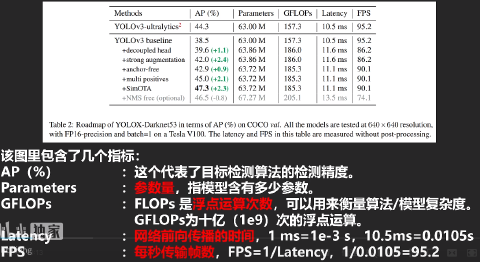 Methods AP (%) Parameters GFLOPs Latency FPS
YOLOv3-ultralytics² 44.3 63.00 M 157.3 10.5 ms 95.2
YOLOv3 baseline 38.5 63.00 M 157.3 10.5 ms 95.2
+decoupled head 39.6 (+1.1) 63.86 M 186.0 11.6 ms 86.2
+strong augmentation 42.0 (+2.4) 63.86 M 186.0 11.6 ms 86.2
+anchor-free 42.9 (+0.9) 63.72 M 185.3 11.1 ms 90.1
+multi positives 45.0 (+2.1) 63.72 M 185.3 11.1 ms 90.1
+SimOTA 47.3 (+2.3) 63.72 M 185.3 11.1 ms 90.1
+NMS free (optional) 46.5 (-0.8) 67.27 M 205.1 13.5 ms 74.1
Table 2: Roadmap of YOLOX-Darknet53 in terms of AP (%) on COCO val. All the models are tested at 640×640 resolution,
with FP16-precision and batch=1 on a Tesla V100. The latency and FPS in this table are measured without post-processing.
该图里包含了几个指标：
AP（%） ：这个代表了目标检测算法的检测精度。
Parameters ：参数量，指模型含有多少参数。
GFLOPs ：FLOPs 是浮点运算次数，可以用来衡量算法/模型复杂度。
GFLOPs为十亿（1e9）次的浮点运算。
Latency ：网络前向传播的时间，1 ms=1e-3 s，10.5ms=0.0105s
FPS ：每秒传输帧数，FPS=1/Latency，1/0.0105=95.2